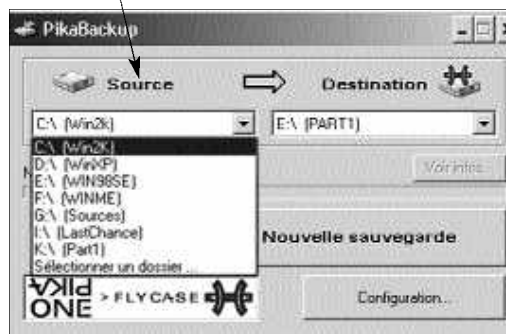 PikaBackup
Source
Destination
C:\ (Win2k)
E:\ (PART1)
C:\ (Win2K)
D:\ (WinXP)
E:\ (WIN98SE)
F:\ (WINME)
G:\ (Sources)
I:\ (LastChance)
K:\ (Part1)
Sélectionner un dossier ...
Voir infos
Nouvelle sauvegarde
PIKA
ONE > FLYCASE
Configuration...